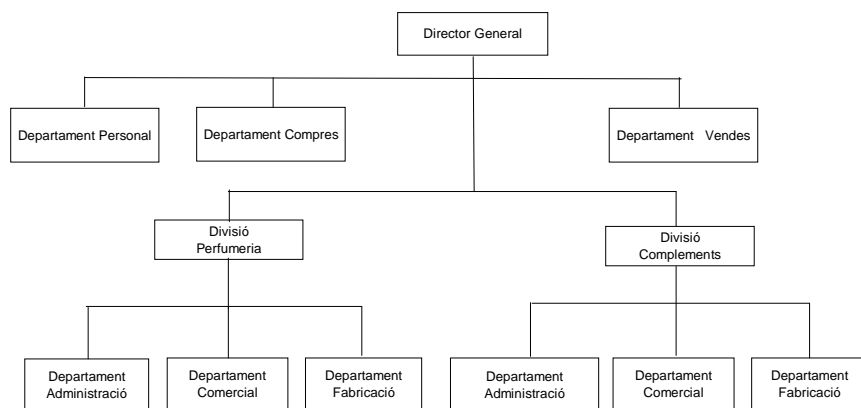 Director General
Departament Personal
Departament Compres
Departament Vendes
Divisió
Perfumeria
Divisió
Complements
Departament
Administració
Departament
Comercial
Departament
Fabricació
Departament
Administració
Departament
Comercial
Departament
Fabricació